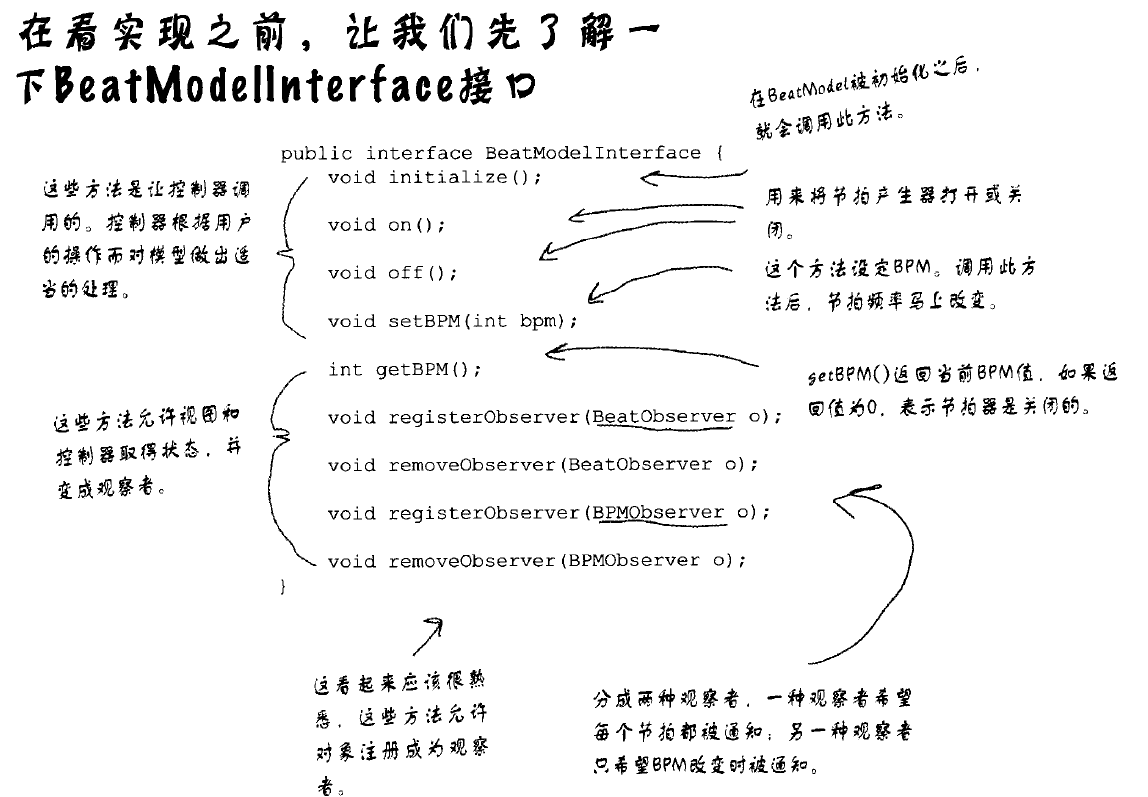 在看实现之前，让我们先了解一
下BeatModelInterface接口
在BeatModel被初始化之后，
就会调用此方法。
public interface BeatModelInterface {
void initialize();
void on();
void off();
void setBPM(int bpm);
int getBPM();
void registerObserver(BeatObserver o);
void removeObserver(BeatObserver o);
void registerObserver(BPMObserver o);
void removeObserver(BPMObserver o);
}
这些方法是让控制器调
用的。控制器根据用户
的操作而对模型做出适
当的处理。
用来将节拍产生器打开或关
闭。
这个方法设定BPM。调用此方
法后，节拍频率马上改变。
getBPM()返回当前BPM值，如果返
回值为0，表示节拍器是关闭的。
这些方法允许视图和
控制器取得状态，并
变成观察者。
这看起来应该很熟
悉，这些方法允许
对象注册成为观察
者。
分成两种观察者，一种观察者希望
每个节拍都被通知；另一种观察者
只希望BPM改变时被通知。